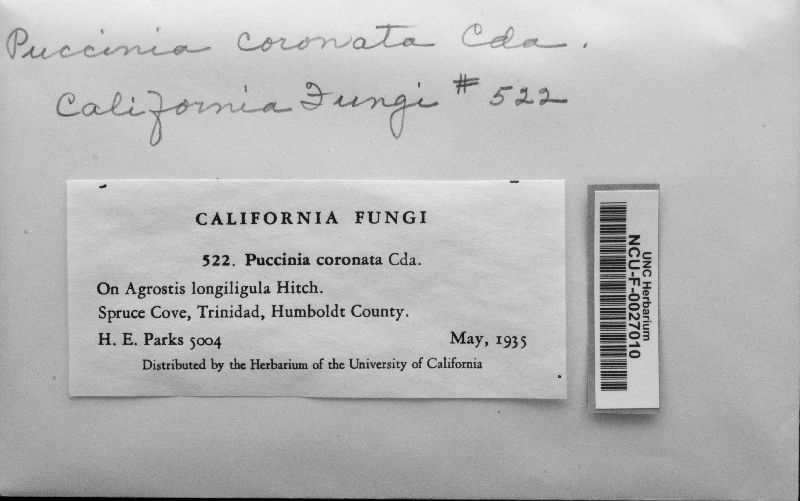 Puccinia coronata Cda.
California Fungi # 522
CALIFORNIA FUNGI
522. Puccinia coronata Cda.
On Agrostis longiligula Hitch.
Spruce Cove, Trinidad, Humboldt County.
H. E. Parks 5004 May, 1935
Distributed by the Herbarium of the University of California
UNC Herbarium
NCU-F-0027010